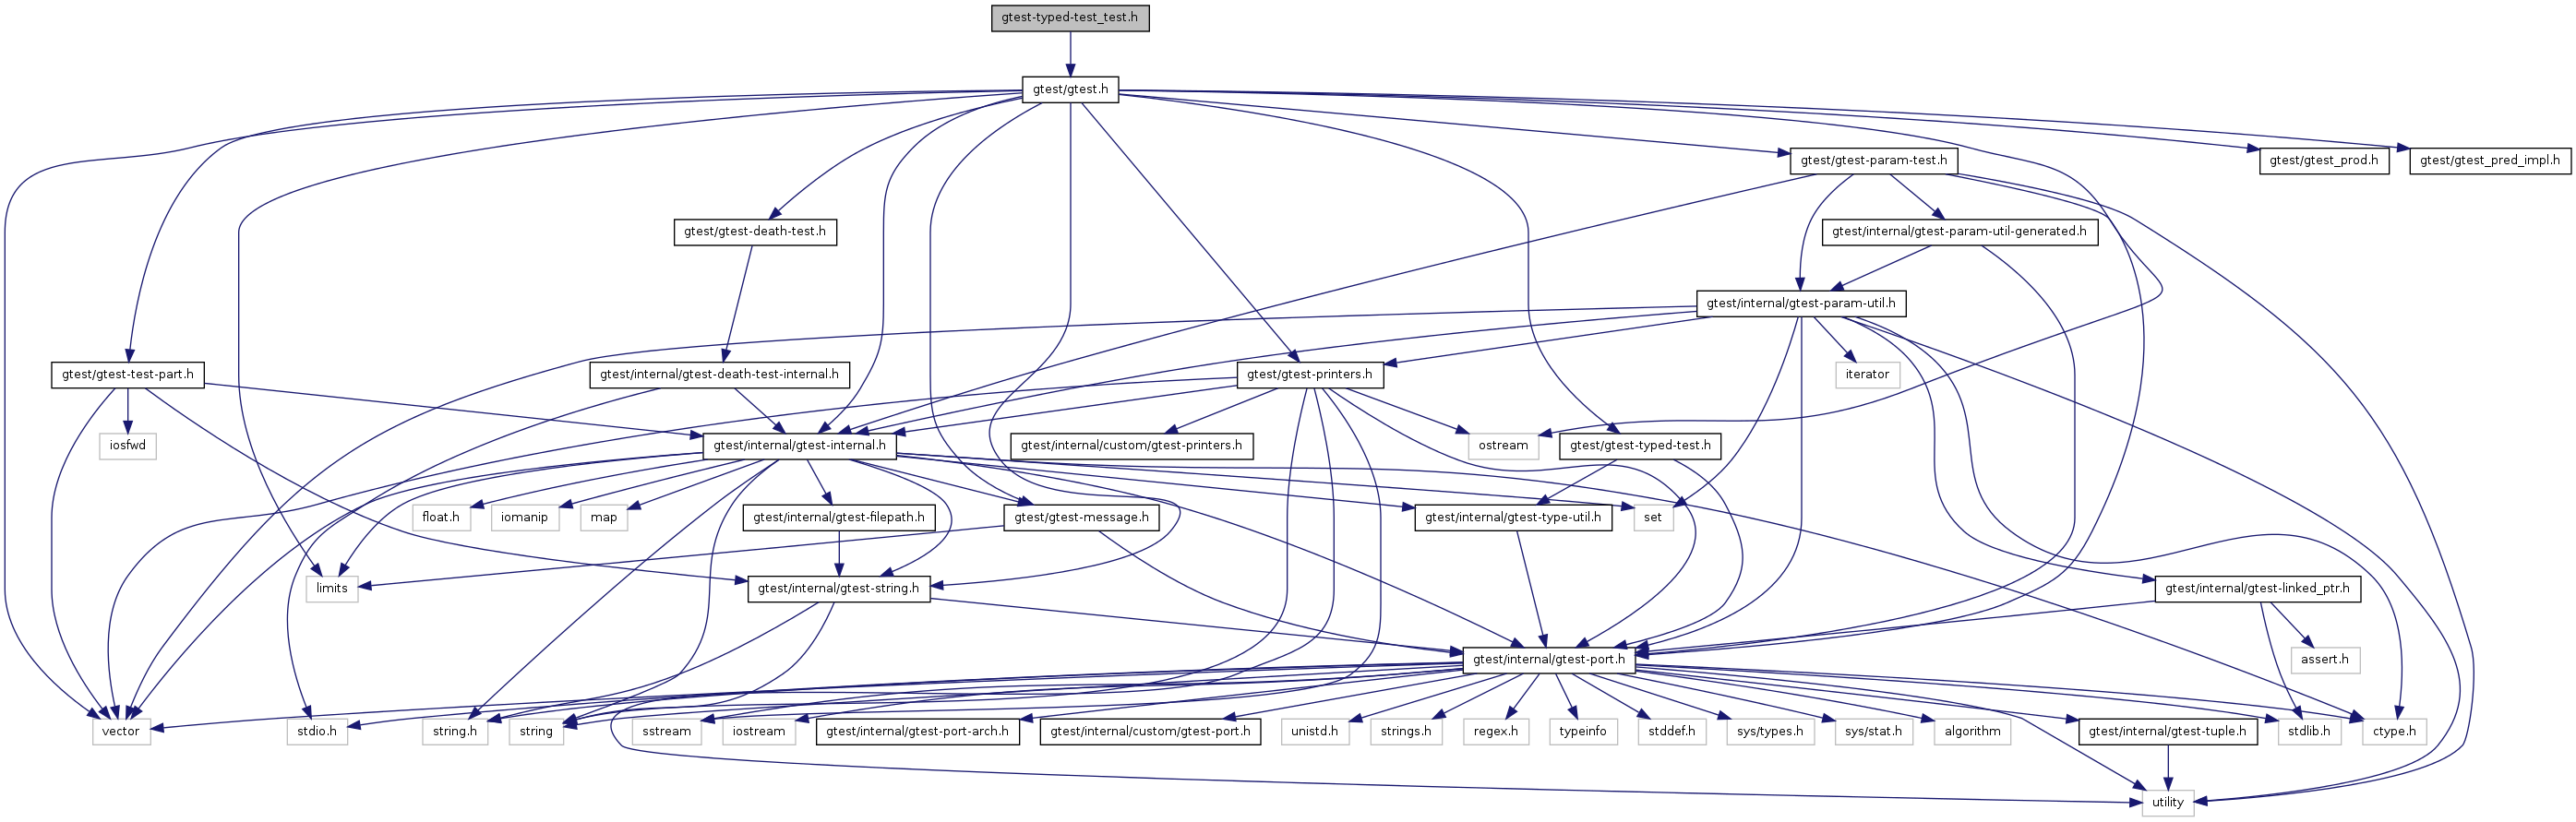 gtest-typed-test_test.h
gtest/gtest.h
gtest/gtest-param-test.h
gtest/gtest_prod.h
gtest/gtest_pred_impl.h
gtest/gtest-death-test.h
gtest/internal/gtest-param-util-generated.h
gtest/internal/gtest-param-util.h
gtest/gtest-test-part.h
gtest/internal/gtest-death-test-internal.h
gtest/gtest-printers.h
iterator
iosfwd
gtest/internal/gtest-internal.h
gtest/internal/custom/gtest-printers.h
ostream
gtest/gtest-typed-test.h
float.h
iomanip
map
gtest/internal/gtest-filepath.h
gtest/gtest-message.h
gtest/internal/gtest-type-util.h
set
limits
gtest/internal/gtest-string.h
gtest/internal/gtest-linked_ptr.h
gtest/internal/gtest-port.h
assert.h
vector
stdio.h
string.h
string
sstream
iostream
gtest/internal/gtest-port-arch.h
gtest/internal/custom/gtest-port.h
unistd.h
strings.h
regex.h
typeinfo
stddef.h
sys/types.h
sys/stat.h
algorithm
gtest/internal/gtest-tuple.h
stdlib.h
ctype.h
utility